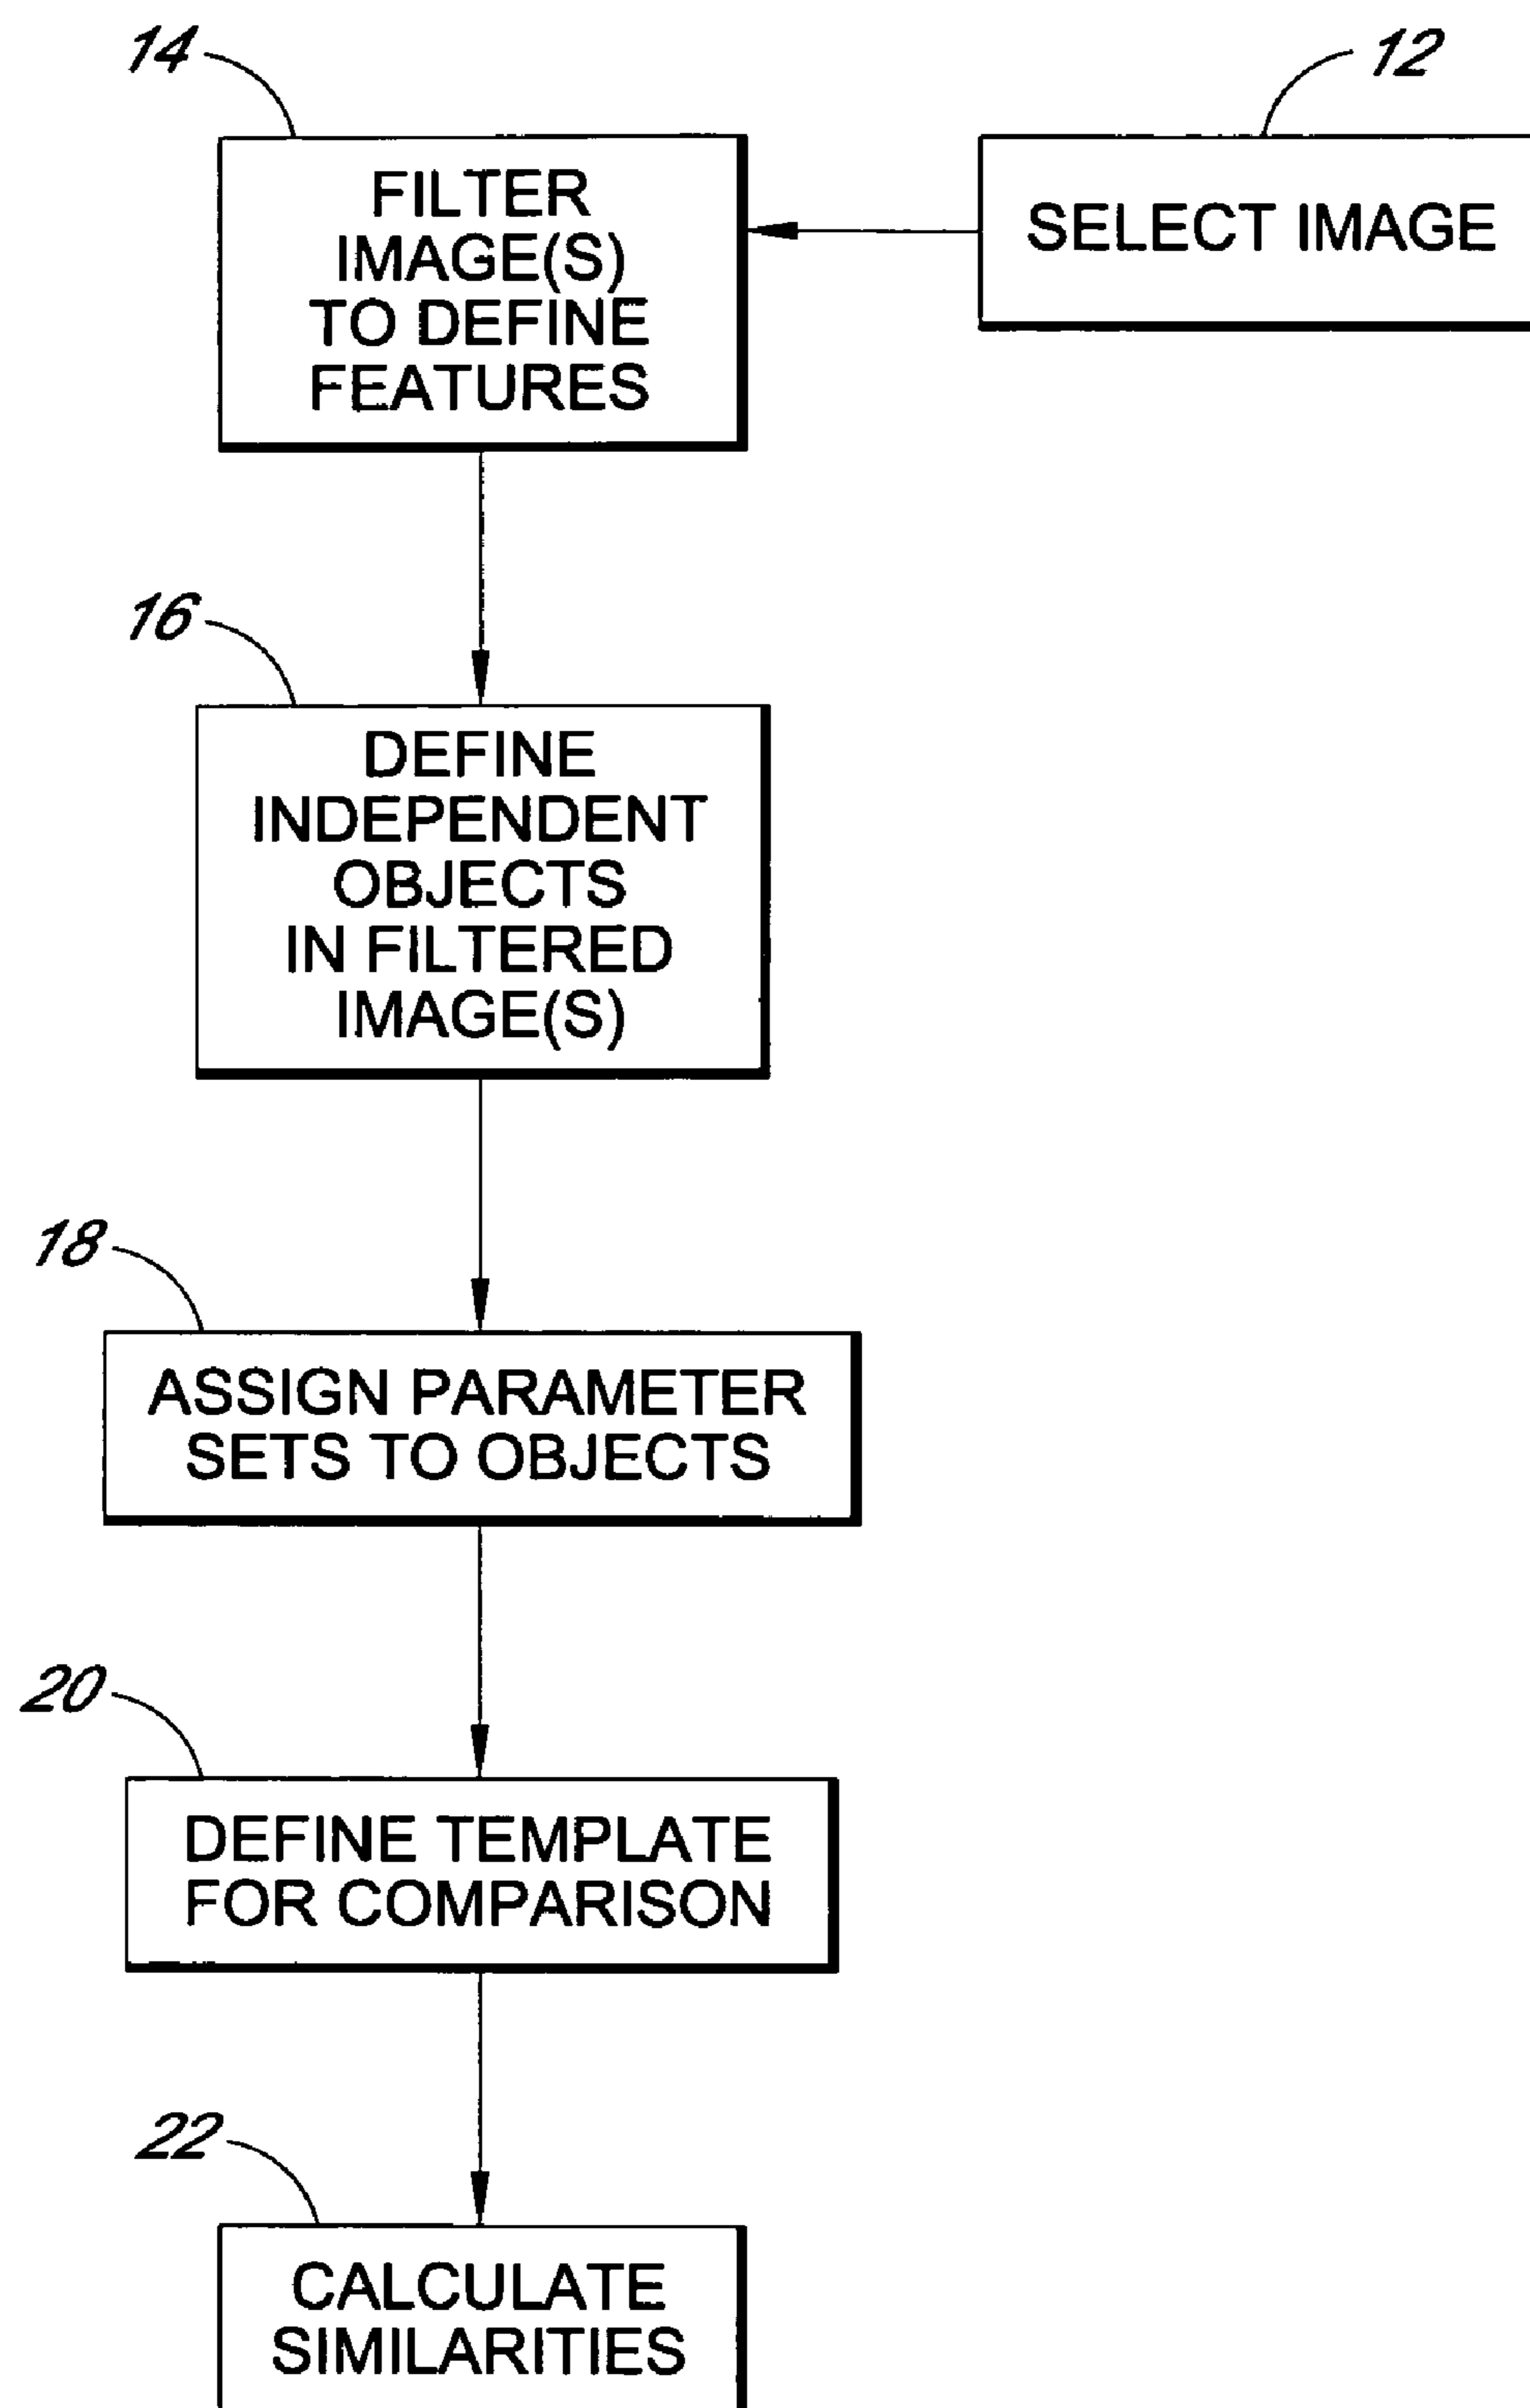 14
12
FILTER
IMAGE(S)
TO DEFINE
FEATURES
SELECT IMAGE
16
DEFINE
INDEPENDENT
OBJECTS
IN FILTERED
IMAGE(S)
18
ASSIGN PARAMETER
SETS TO OBJECTS
20
DEFINE TEMPLATE
FOR COMPARISON
22
CALCULATE
SIMILARITIES